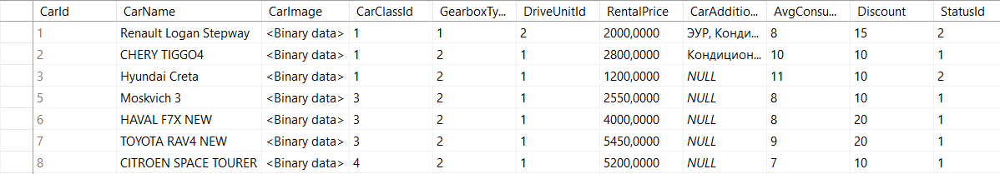 CarId CarName CarImage CarClassId GearboxTy... DriveUnitId RentalPrice CarAdditio... AvgConsu... Discount StatusId
1 Renault Logan Stepway <Binary data> 1 1 2 2000,0000 ЭУР, Конди... 8 15 2
2 CHERY TIGGO4 <Binary data> 1 2 1 2800,0000 Кондицион... 10 10 1
3 Hyundai Creta <Binary data> 1 2 1 1200,0000 NULL 11 10 2
5 Moskvich 3 <Binary data> 3 2 1 2550,0000 NULL 8 10 1
6 HAVAL F7X NEW <Binary data> 3 2 1 4000,0000 NULL 8 20 1
7 TOYOTA RAV4 NEW <Binary data> 3 2 1 5450,0000 NULL 9 20 1
8 CITROEN SPACE TOURER <Binary data> 4 2 1 5200,0000 NULL 7 10 1